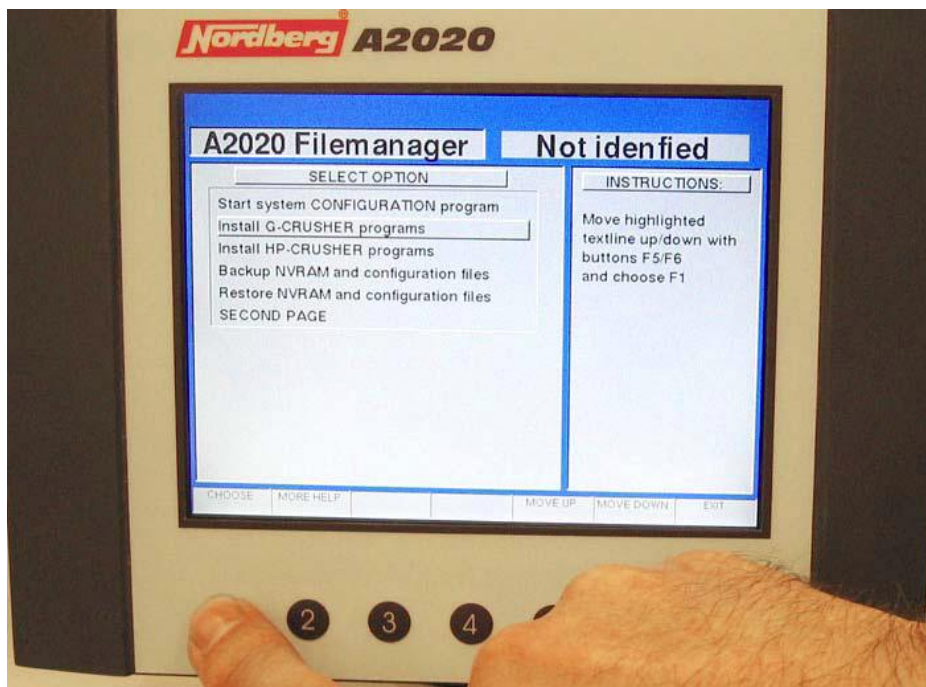 Nordberg® A2020
A2020 Filemanager
Not idenfied
SELECT OPTION
Start system CONFIGURATION program
Install G-CRUSHER programs
Install HP-CRUSHER programs
Backup NVRAM and configuration files
Restore NVRAM and configuration files
SECOND PAGE
INSTRUCTIONS:
Move highlighted
textline up/down with
buttons F5/F6
and choose F1
CHOOSE MORE HELP MOVE UP MOVE DOWN EXIT
2 3 4